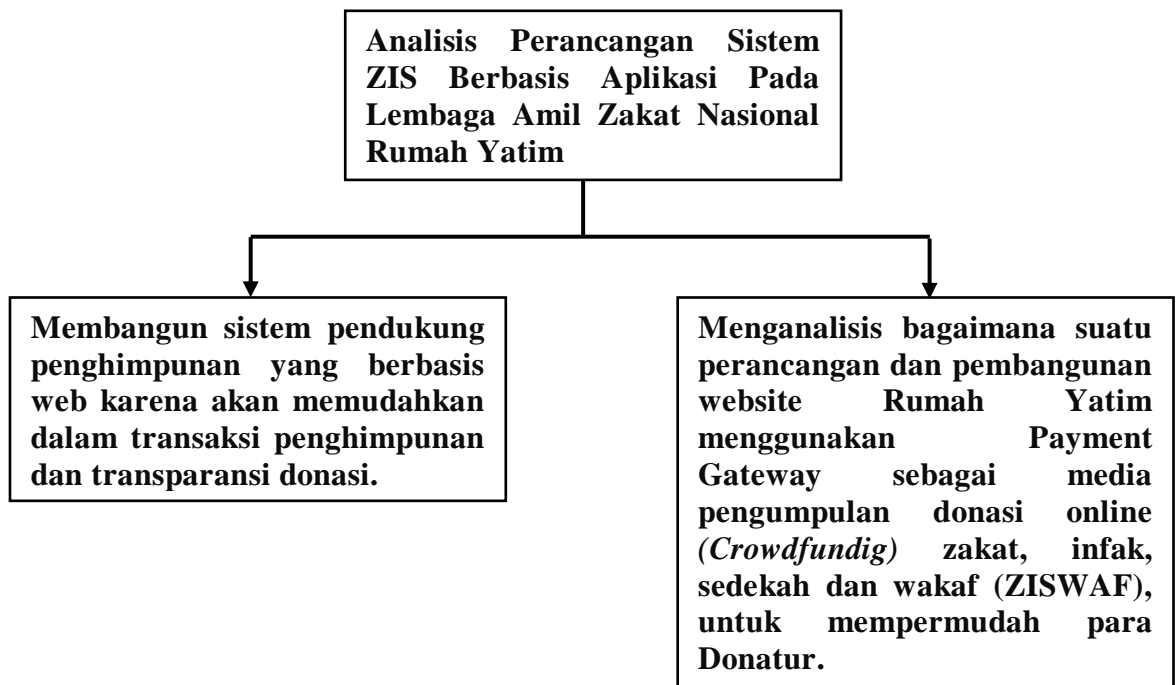 Analisis Perancangan Sistem
ZIS Berbasis Aplikasi Pada
Lembaga Amil Zakat Nasional
Rumah Yatim
Membangun sistem pendukung
penghimpunan yang berbasis
web karena akan memudahkan
dalam transaksi penghimpunan
dan transparansi donasi.
Menganalisis bagaimana suatu
perancangan dan pembangunan
website Rumah Yatim
menggunakan Payment
Gateway sebagai media
pengumpulan donasi online
(Crowdfundig) zakat, infak,
sedekah dan wakaf (ZISWAF),
untuk mempermudah para
Donatur.